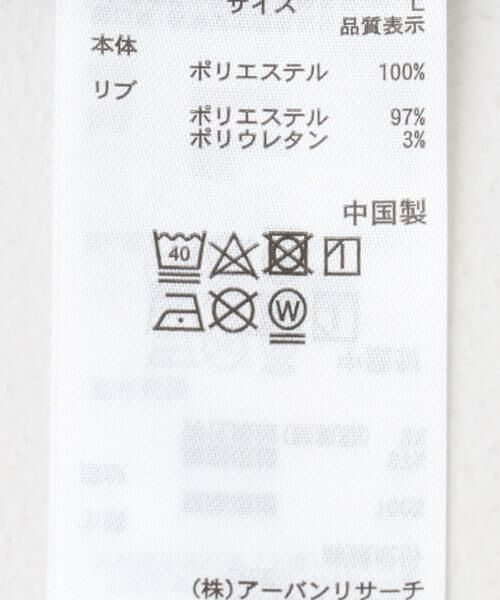 サイズ L
品質表示
本体
ポリエステル 100%
リブ
ポリエステル 97%
ポリウレタン 3%
中国製
40
W
(株)アーバンリサーチ